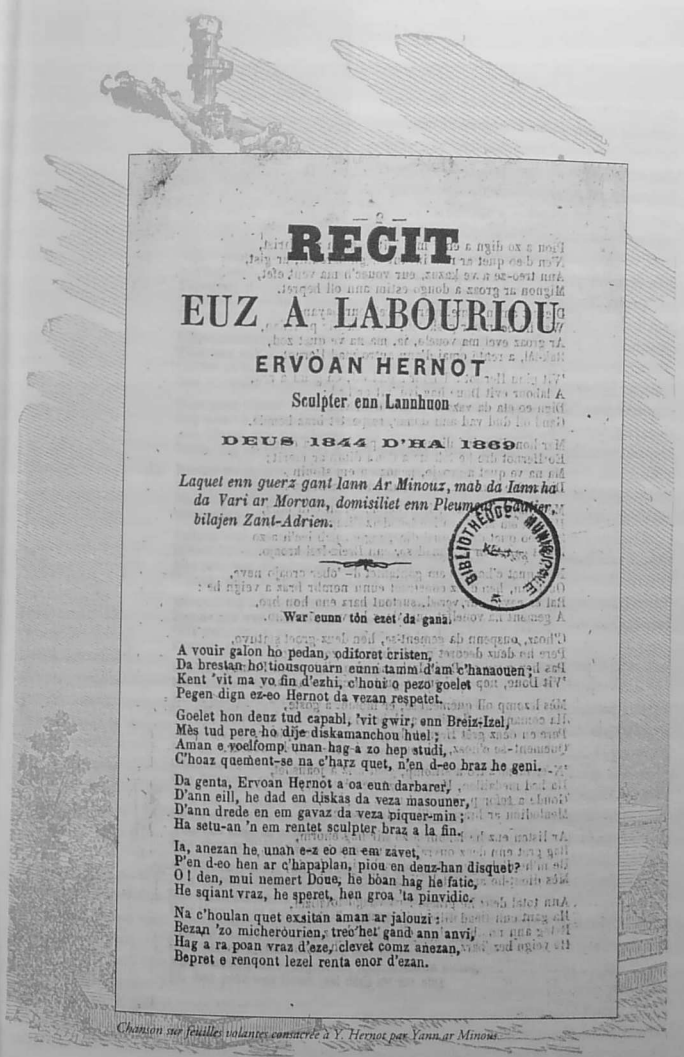 RECIT
EUZ A LABOURIOU
ERVOAN HERNOT
Sculpter enn Lannhuon
DEUS 1844 D'HA 1869
Laquet enn guerz gant Iann Ar Minouz, mab da Iann ha
da Vari ar Morvan, domisiliet enn Pleumeur-Gautier,
bilajen Zant-Adrien.
BIBLIOTHEQUE MUNICIPALE
War eunn tôn ezet da gana.
A vouir galon ho pedan, oditoret cristen,
Da brestan ho tiousquarn eunn tamm d'am c'hanaouen;
Kent 'vit ma vo fin d'ezhi, c'houi o pezo goelet
Pegen dign ez-eo Hernot da vezan respetet.
Goelet hon deuz tud capabl, 'vit gwir, enn Breiz-Izel,
Mès tud pere ho dije diskamanchou huel;
Aman e voelfomp unan hag a zo hep studi,
C'hoaz quement-se na c'harz quet, n'en d-eo braz he geni.
Da genta, Ervoan Hernot a oa eun darbarer,
D'ann eill, he dad en diskas da veza masouner,
D'ann drede en em gavaz da veza piquer-min;
Ha setu-an 'n em rentet sculpter braz a la fin.
Ia, anezan he unan e-z eo en em zavet,
P'en d-eo hen ar c'hapaplan, piou en deuz-han disquet?
O! den, mui nemert Doue, he boan hag he fatic,
He sqiant vraz, he speret, hen groa 'ta pinvidic.
Na c'houlan quet exsitan aman ar jalouzi:
Bezan 'zo micherourien, treo'het gand ann anvi,
Hag a ra poan vraz d'eze, clevet comz anezan,
Bepret e renqont lezel renta enor d'ezan.
Chanson sur feuilles volantes consacrée à Y. Hernot par Yann ar Minous